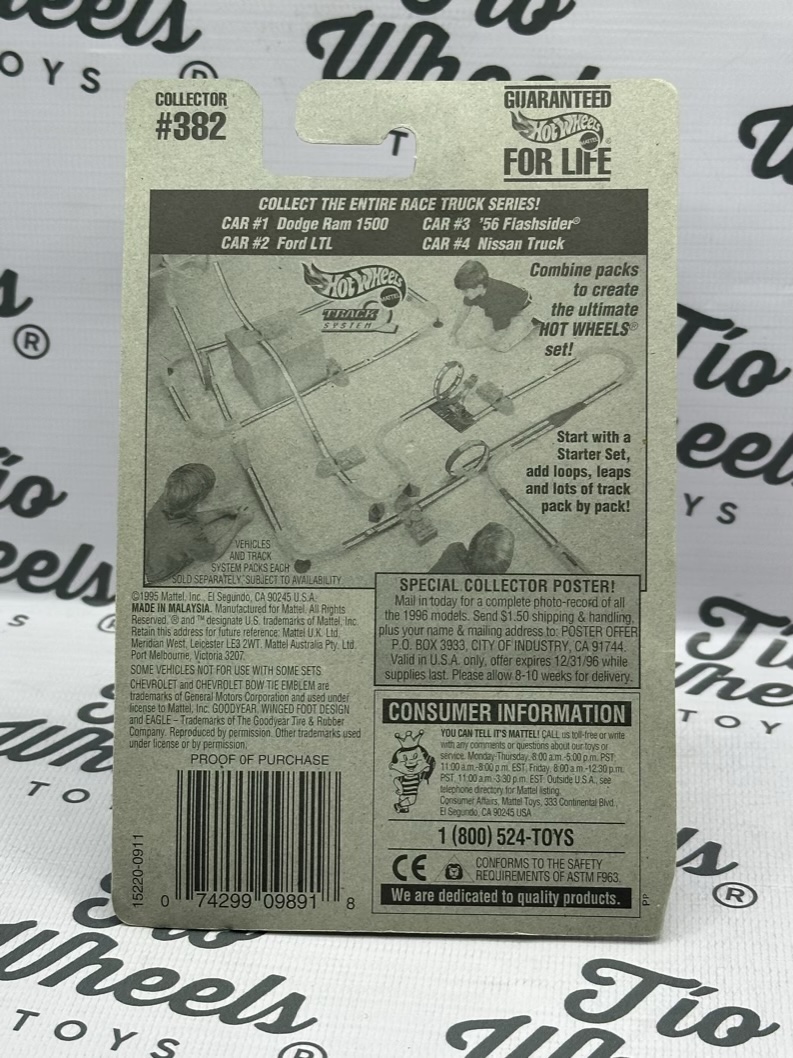 Wheels
TOYS ®
Tío
Wheels
COLLECTOR
#382
T
GUARANTEED
Hot Wheels
FOR LIFE
COLLECT THE ENTIRE RACE TRUCK SERIES!
CAR #1 Dodge Ram 1500
CAR #2 Ford LTL
CAR #3 '56 Flashsider®
CAR #4 Nissan Truck
Hot Wheels
MATTEL
TRACK
SYSTEM
Combine packs
to create
the ultimate
HOT WHEELS®
set!
Start with a
Starter Set,
add loops, leaps
and lots of track
pack by pack!
VEHICLES
AND TRACK
SYSTEM PACKS EACH
SOLD SEPARATELY, SUBJECT TO AVAILABILITY.
©1995 Mattel, Inc., El Segundo, CA 90245 U.S.A.
MADE IN MALAYSIA. Manufactured for Mattel. All Rights
Reserved. ® and ™ designate U.S. trademarks of Mattel, Inc.
Retain this address for future reference: Mattel U.K. Ltd.
Meridian West, Leicester LE3 2WT. Mattel Australia Pty. Ltd.
Port Melbourne, Victoria 3207.
SOME VEHICLES NOT FOR USE WITH SOME SETS.
CHEVROLET and CHEVROLET BOW TIE EMBLEM are
trademarks of General Motors Corporation and used under
license to Mattel, Inc. GOODYEAR, WINGED FOOT DESIGN
and EAGLE – Trademarks of The Goodyear Tire & Rubber
Company. Reproduced by permission. Other trademarks used
under license or by permission.
PROOF OF PURCHASE
15220-0911
0 74299 09891 8
SPECIAL COLLECTOR POSTER!
Mail in today for a complete photo-record of all
the 1996 models. Send $1.50 shipping & handling,
plus your name & mailing address to: POSTER OFFER
P.O. BOX 3933, CITY OF INDUSTRY, CA 91744.
Valid in U.S.A. only, offer expires 12/31/96 while
supplies last. Please allow 8-10 weeks for delivery.
CONSUMER INFORMATION
YOU CAN TELL IT'S MATTEL! CALL us toll-free or write
with any comments or questions about our toys or
service. Monday-Thursday, 8:00 a.m.-5:00 p.m. PST:
11:00 a.m.-8:00 p.m. EST, Friday, 8:00 a.m.-12:30 p.m.
PST, 11:00 a.m.-3:30 p.m. EST. Outside U.S.A., see
telephone directory for Mattel listing.
Consumer Affairs, Mattel Toys, 333 Continental Blvd.,
El Segundo, CA 90245 USA
1 (800) 524-TOYS
CE
CONFORMS TO THE SAFETY
REQUIREMENTS OF ASTM F963.
We are dedicated to quality products.
PP
Tío
Wheels
TOYS
®
Tío
Wheels
TOYS